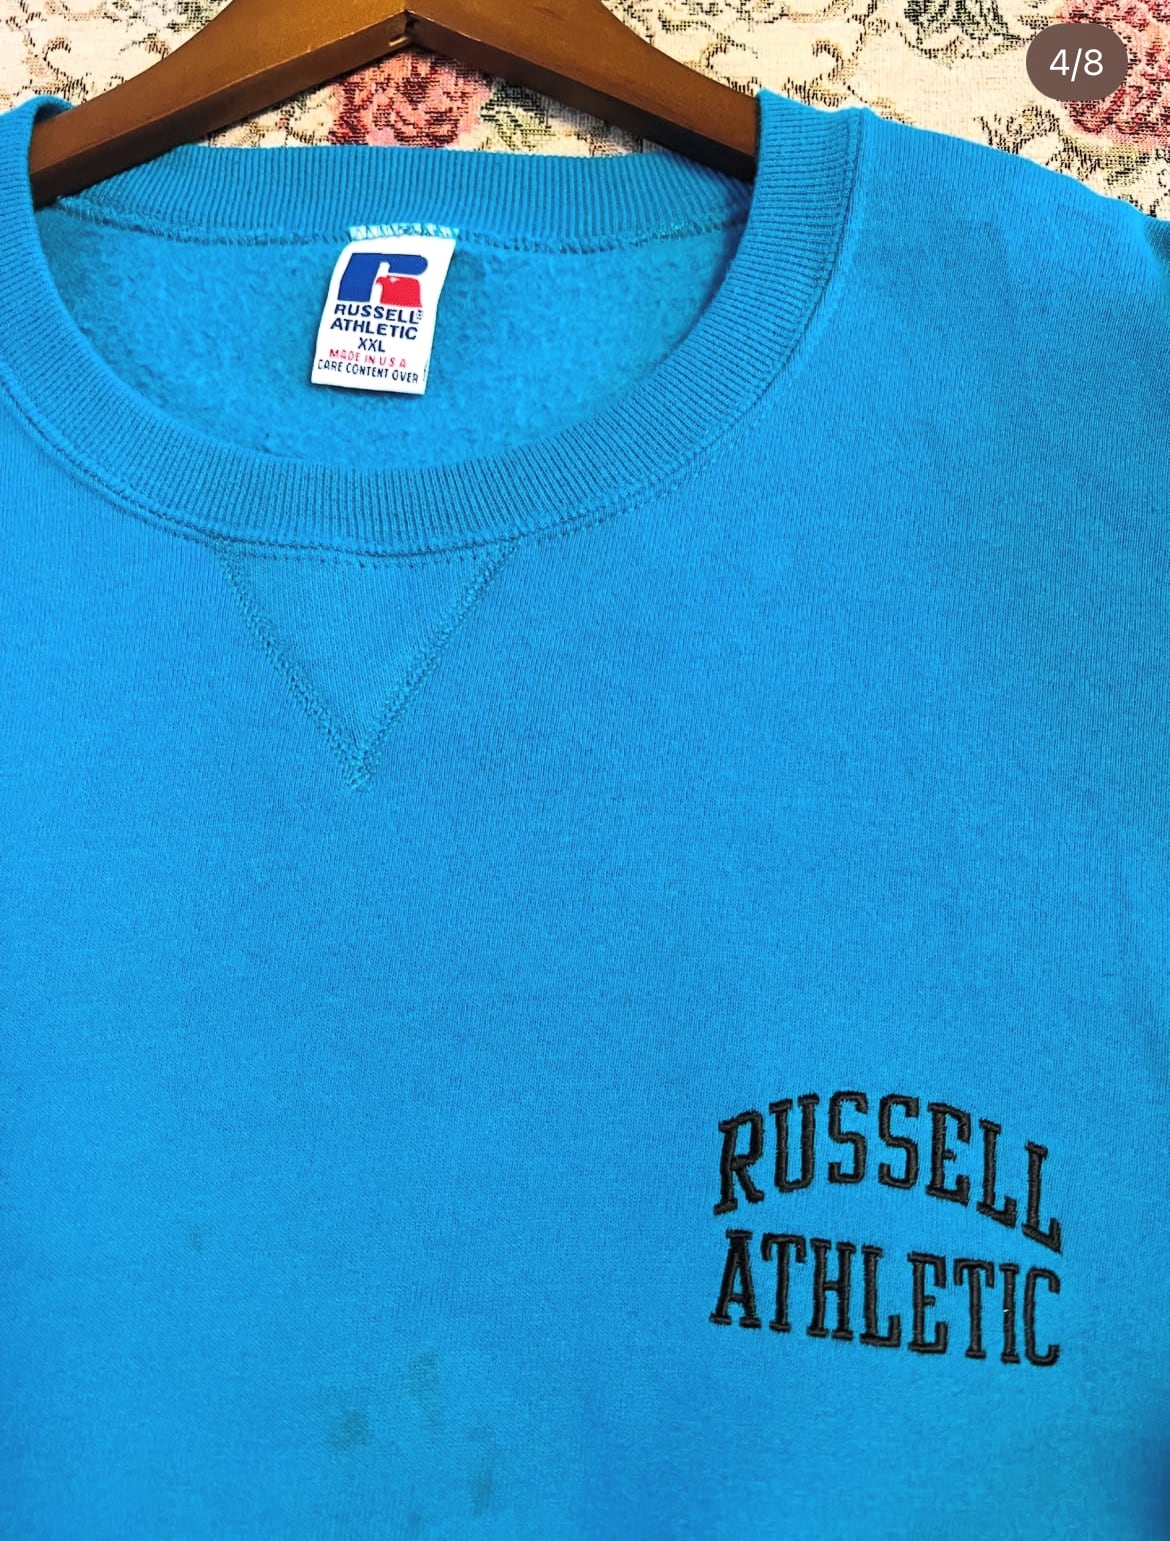 4/8
RUSSELL®
ATHLETIC
XXL
MADE IN U S A
CARE CONTENT OVER
RUSSELL
ATHLETIC